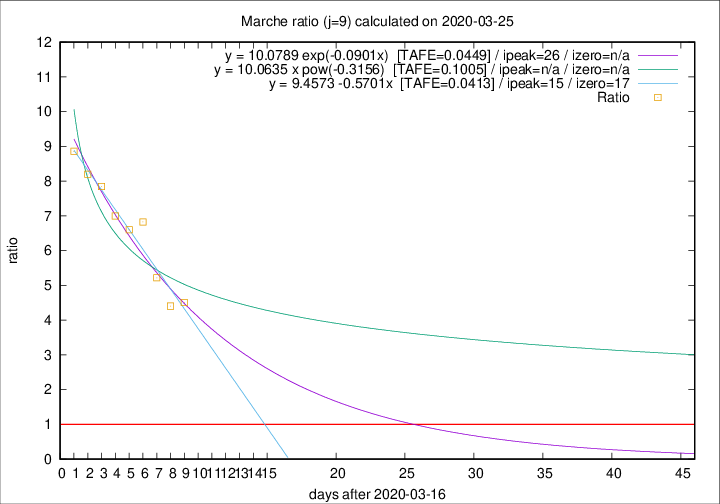 Marche ratio (j=9) calculated on 2020-03-25
y = 10.0789 exp(-0.0901x) [TAFE=0.0449] / ipeak=26 / izero=n/a
y = 10.0635 x pow(-0.3156) [TAFE=0.1005] / ipeak=n/a / izero=n/a
y = 9.4573 -0.5701x [TAFE=0.0413] / ipeak=15 / izero=17
Ratio
12
11
10
9
8
7
6
5
4
3
2
1
0
ratio
0 1 2 3 4 5 6 7 8 9 10 11 12 13 14 15 20 25 30 35 40 45
days after 2020-03-16